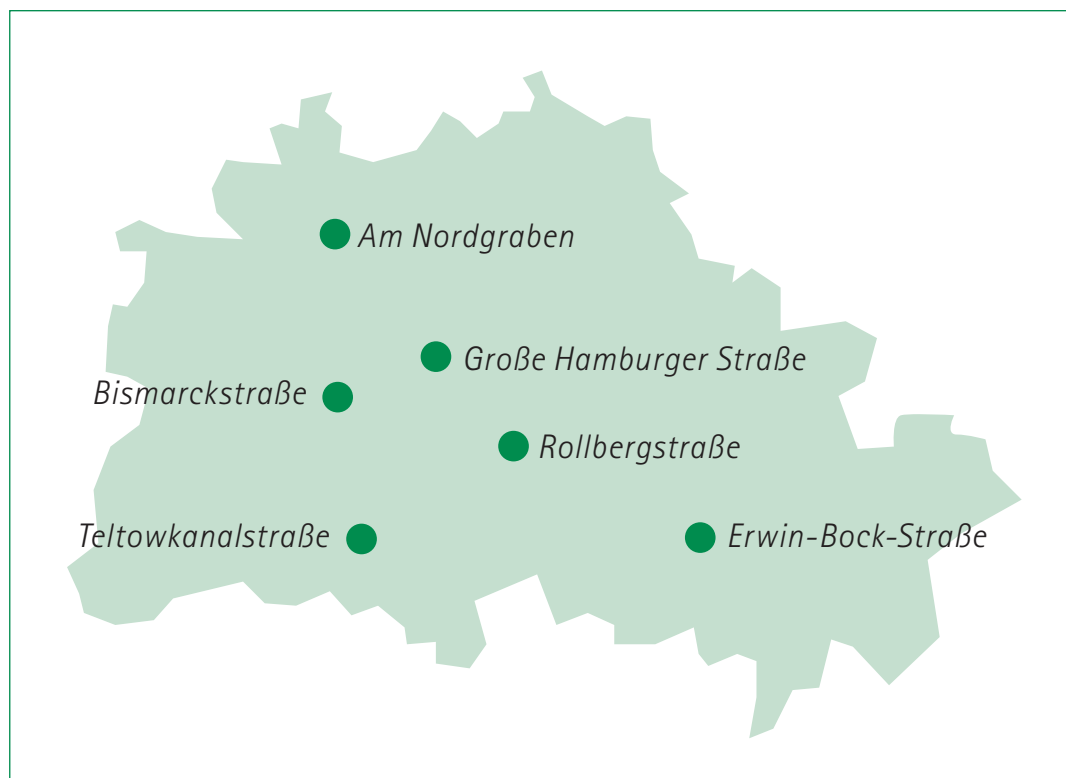 Am Nordgraben
Große Hamburger Straße
Bismarckstraße
Rollbergstraße
Teltowkanalstraße
Erwin-Bock-Straße